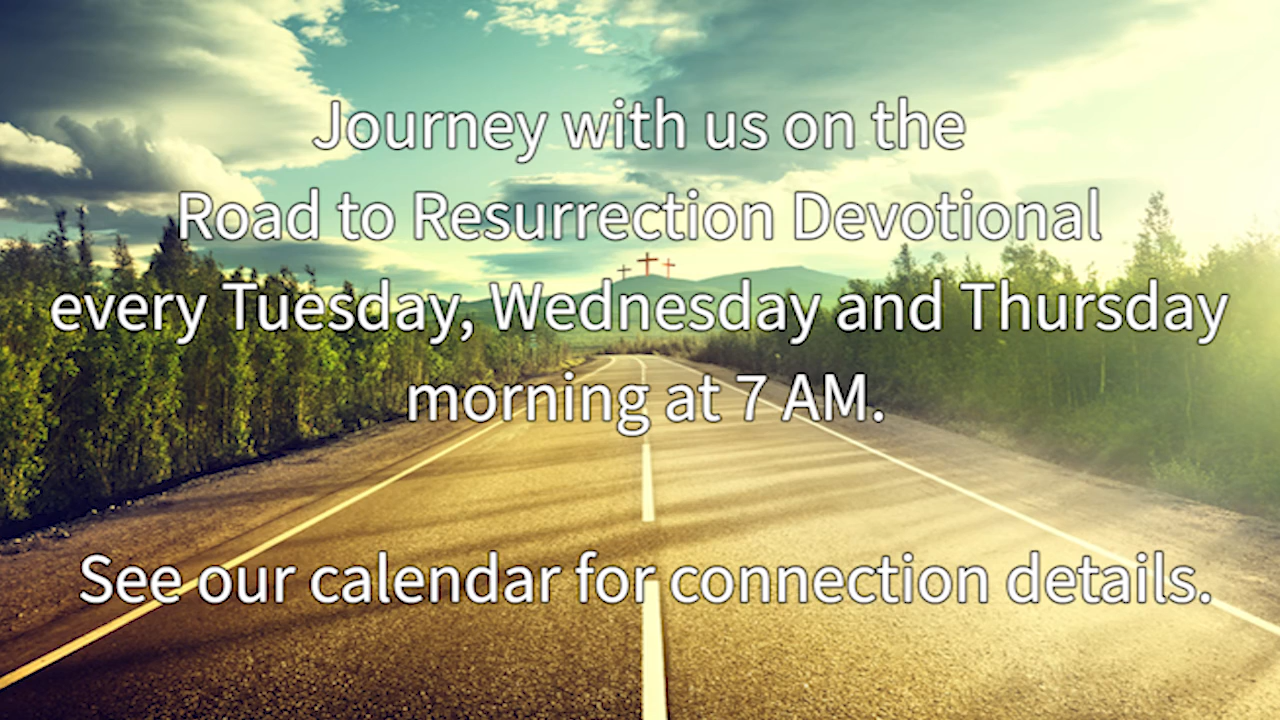 Journey with us on the
Road to Resurrection Devotional
every Tuesday, Wednesday and Thursday
morning at 7 AM.
See our calendar for connection details.